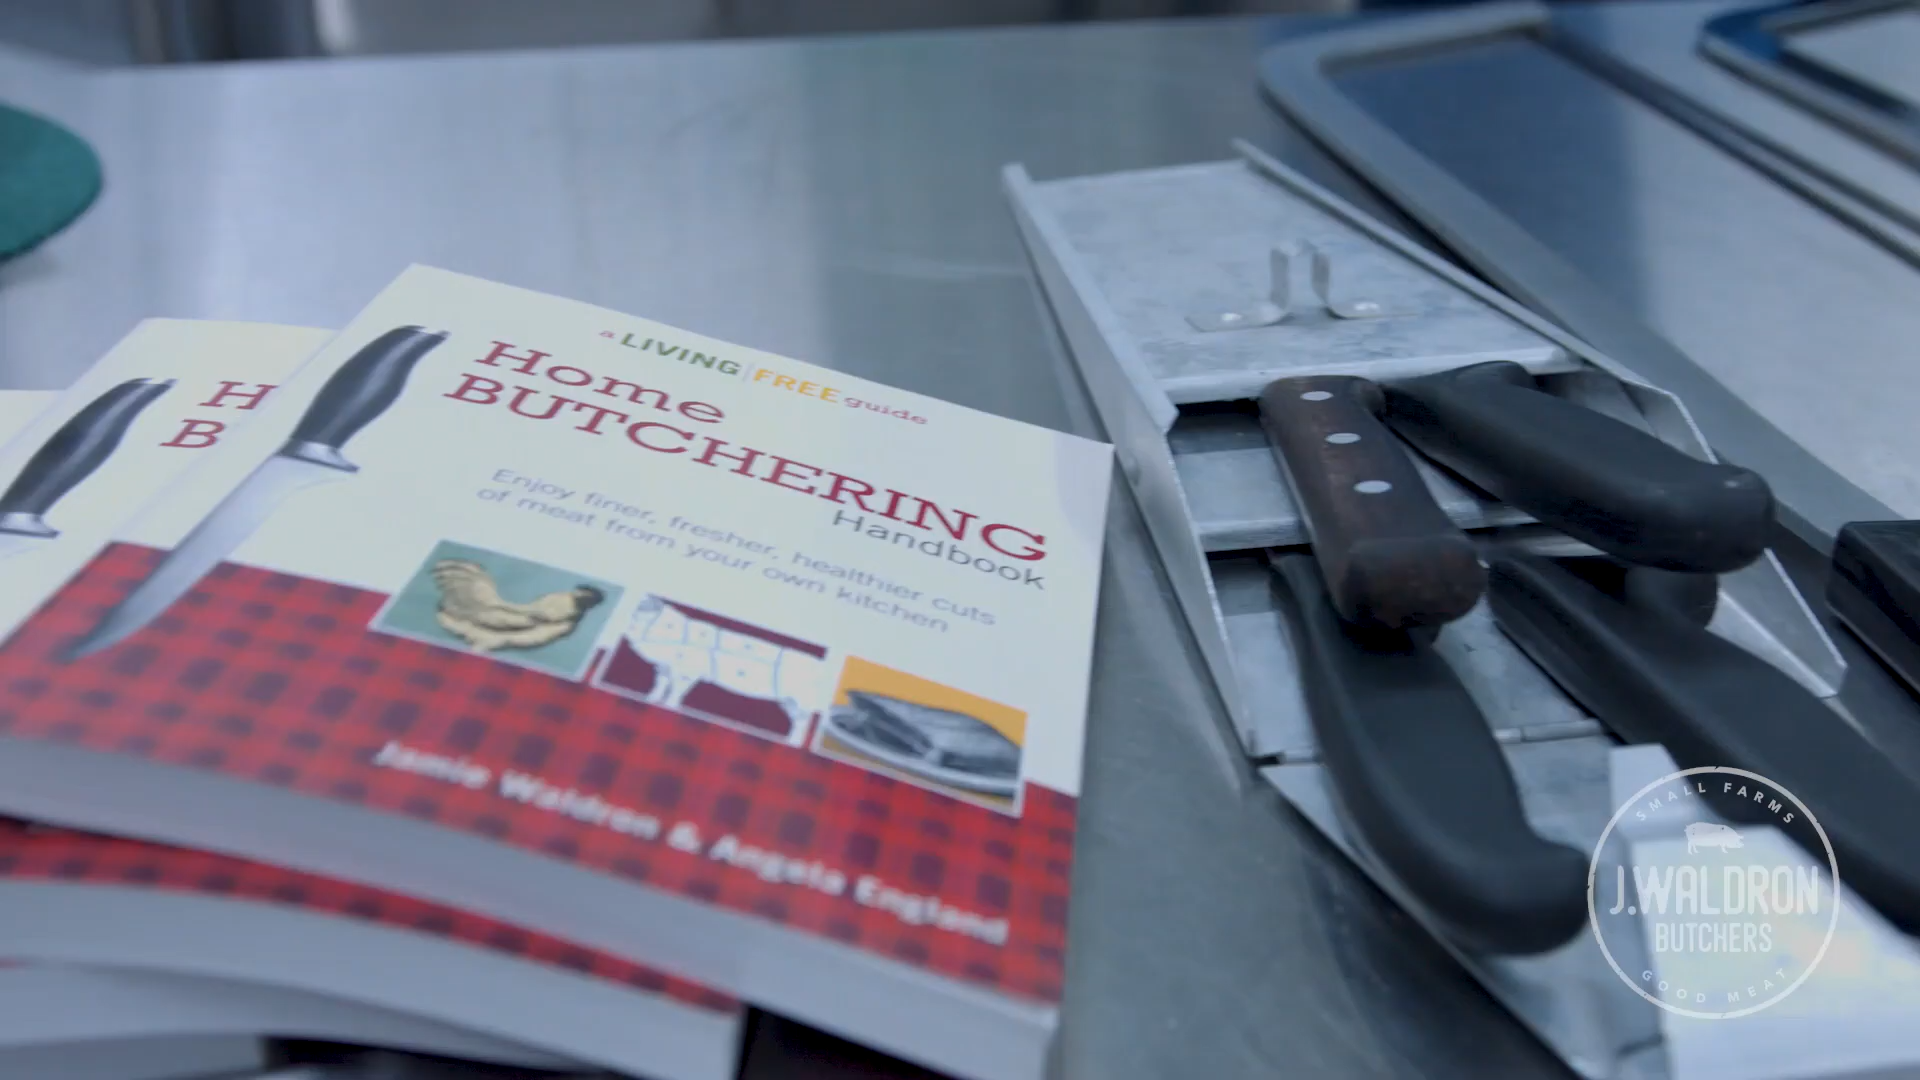 a LIVING|FREE guide
Home
BUTCHERING
Handbook
Enjoy finer, fresher, healthier cuts
of meat from your own kitchen
Jamie Waldron & Angela England
H
B
SMALL FARMS
J.WALDRON
BUTCHERS
GOOD MEAT